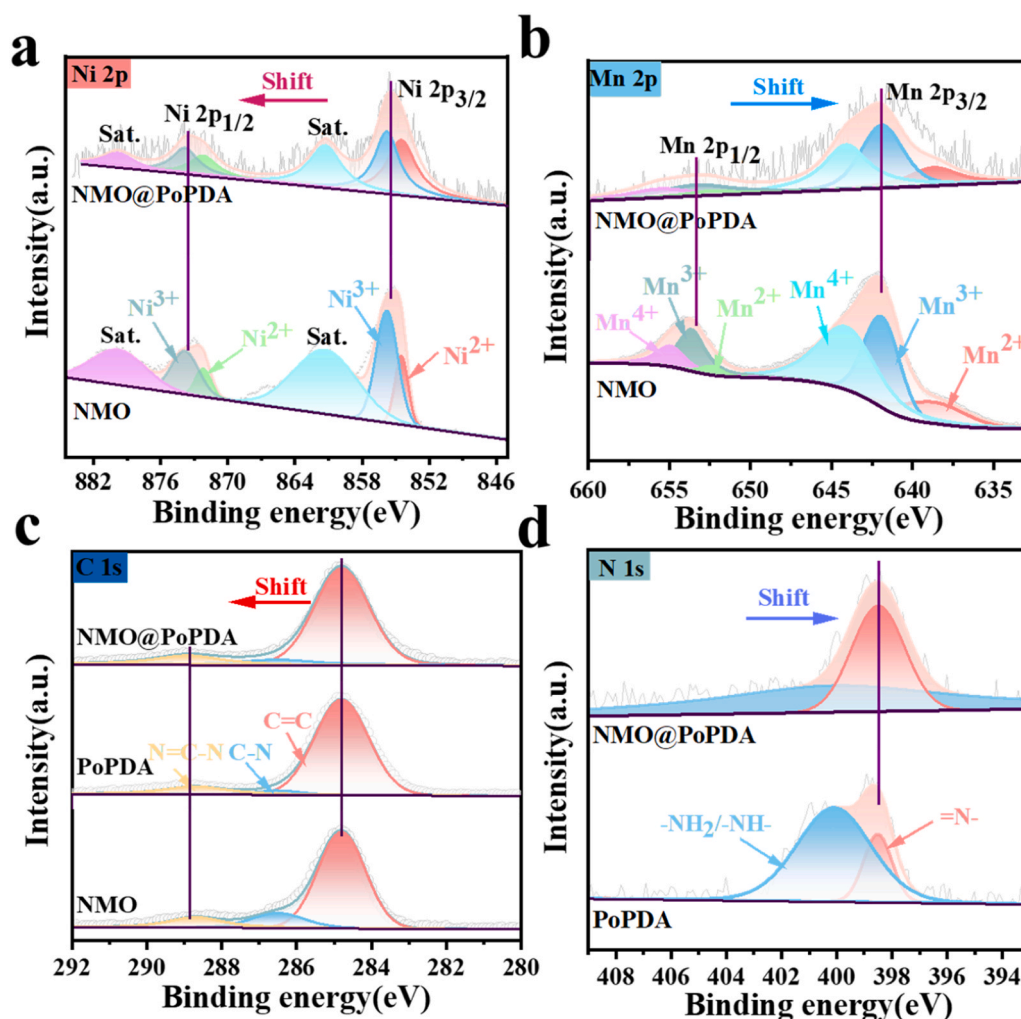 a
Ni 2p
Shift
Ni 2p3/2
Ni 2p1/2
Sat.
Sat.
NMO@PoPDA
Ni3+
Ni3+
Sat.
Ni2+
Sat.
Ni2+
NMO
Intensity(a.u.)
882 876 870 864 858 852 846
Binding energy(eV)
b
Mn 2p
Shift
Mn 2p3/2
Mn 2p1/2
NMO@PoPDA
Mn3+
Mn4+
Mn2+
Mn4+
Mn3+
Mn2+
NMO
Intensity(a.u.)
660 655 650 645 640 635
Binding energy(eV)
c
C 1s
Shift
NMO@PoPDA
C=C
N=C-N C-N
PoPDA
NMO
Intensity(a.u.)
292 290 288 286 284 282 280
Binding energy(eV)
d
N 1s
Shift
NMO@PoPDA
-NH2/-NH-
=N-
PoPDA
Intensity(a.u.)
408 406 404 402 400 398 396 394
Binding energy(eV)